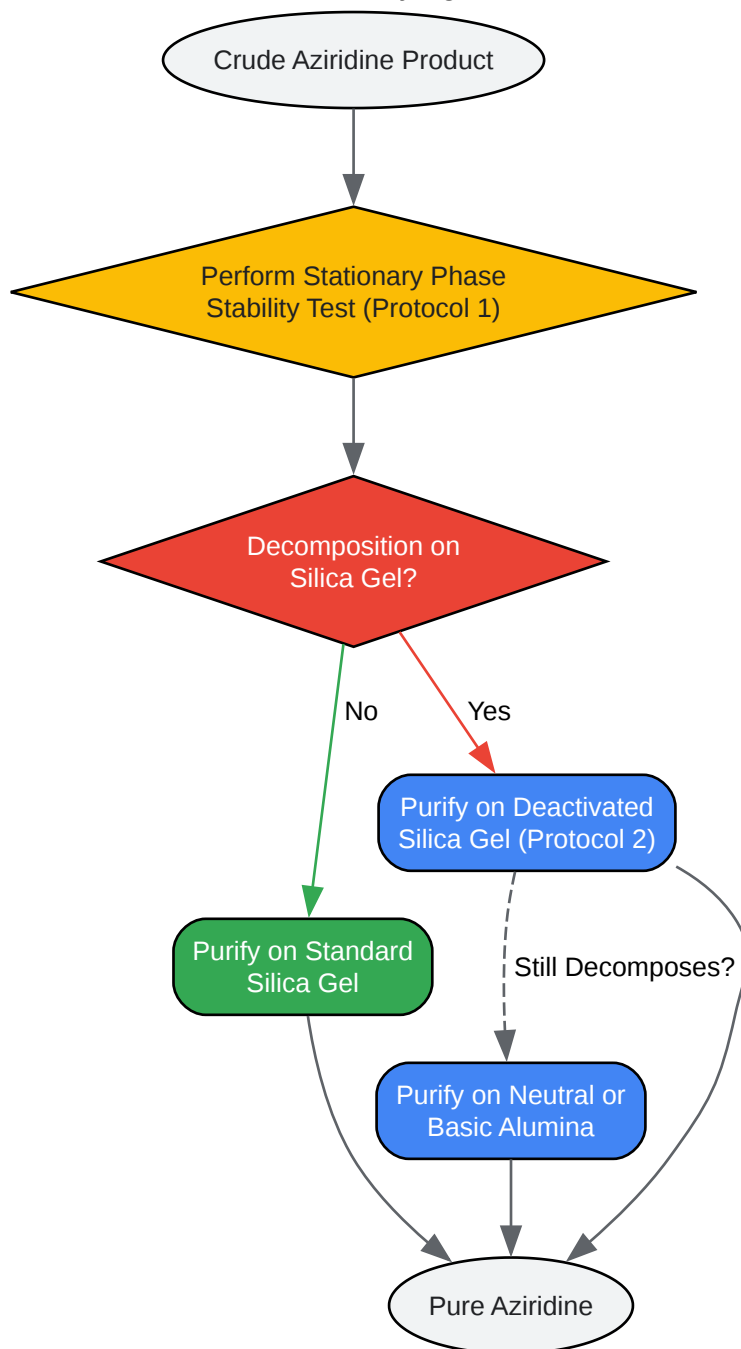 Crude Aziridine Product
Perform Stationary Phase
Stability Test (Protocol 1)
Decomposition on
Silica Gel?
No
Yes
Purify on Deactivated
Silica Gel (Protocol 2)
Purify on Standard
Silica Gel
Still Decomposes?
Purify on Neutral or
Basic Alumina
Pure Aziridine